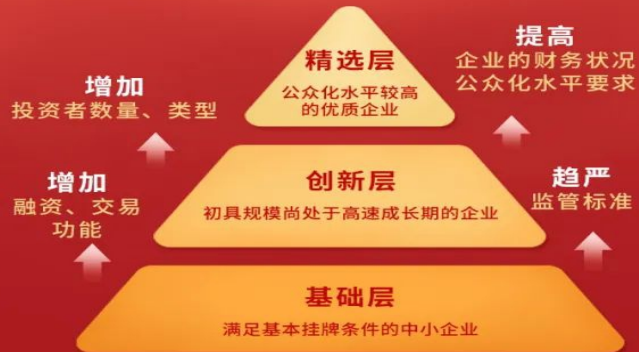 精选层
公众化水平较高
的优质企业
提高
企业的财务状况
公众化水平要求
增加
投资者数量、类型
创新层
初具规模尚处于高速成长期的企业
增加
融资、交易
功能
趋严
监管标准
基础层
满足基本挂牌条件的中小企业